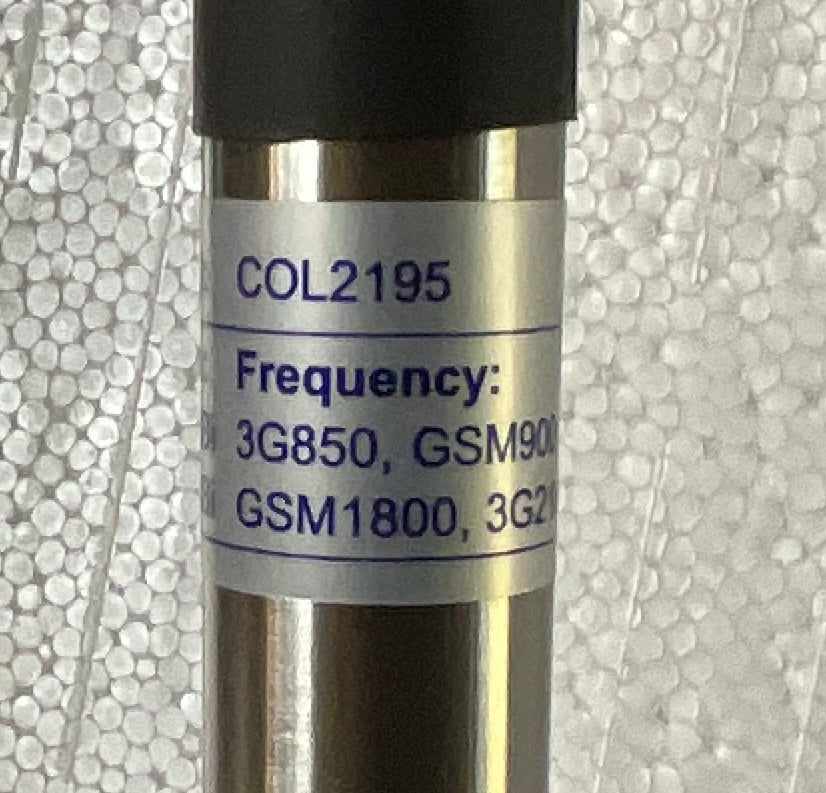 COL2195
Frequency:
3G850, GSM900
GSM1800,